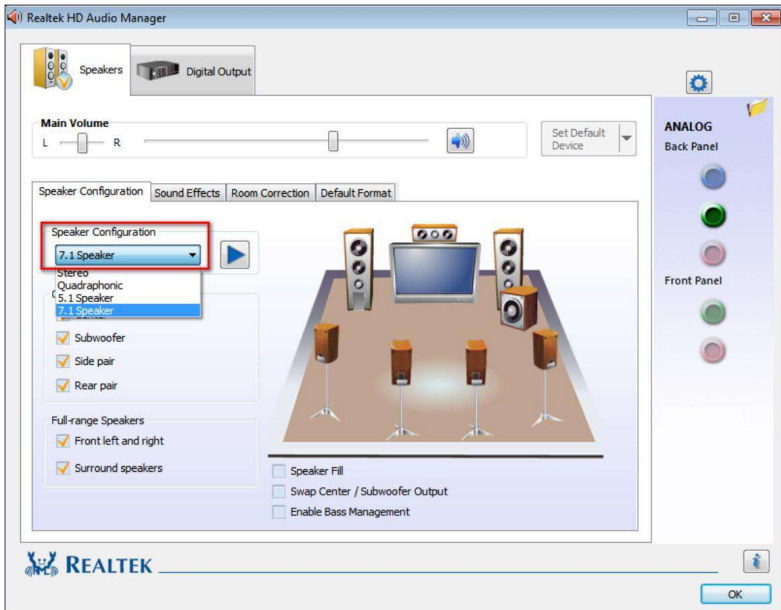 Realtek HD Audio Manager
Speakers
Digital Output
Main Volume
L R
Set Default
Device
ANALOG
Back Panel
Speaker Configuration Sound Effects Room Correction Default Format
Speaker Configuration
7.1 Speaker
Stereo
Quadraphonic
5.1 Speaker
7.1 Speaker
Subwoofer
Side pair
Rear pair
Full-range Speakers
Front left and right
Surround speakers
Speaker Fill
Swap Center / Subwoofer Output
Enable Bass Management
Front Panel
REALTEK
OK